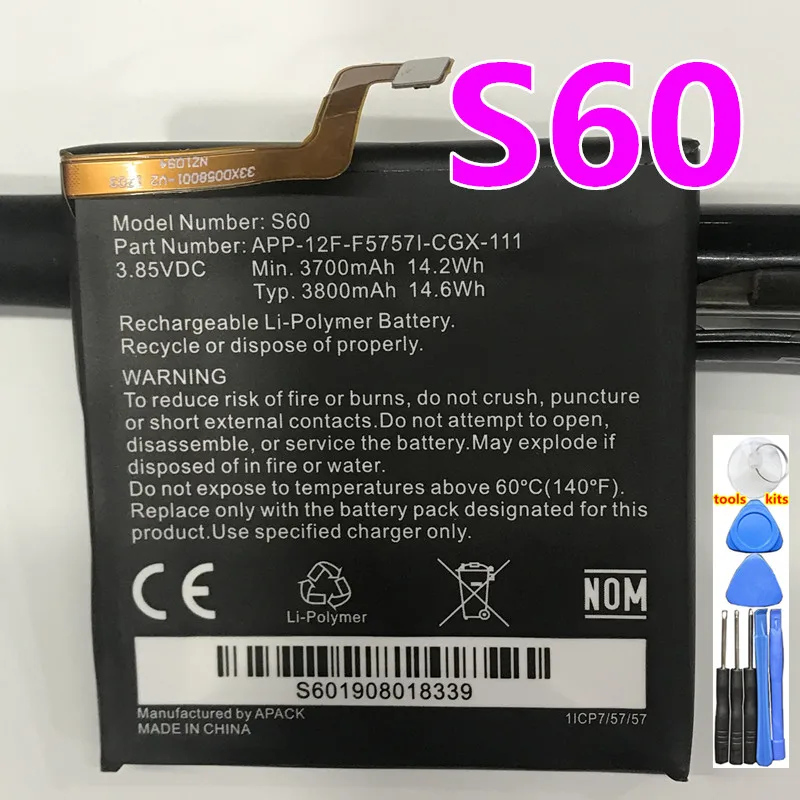 S60
NZ1O9A
33XD058001-V2
Model Number: S60
Part Number: APP-12F-F5757I-CGX-111
3.85VDC Min. 3700mAh 14.2Wh
Typ. 3800mAh 14.6Wh
Rechargeable Li-Polymer Battery.
Recycle or dispose of properly.
WARNING
To reduce risk of fire or burns, do not crush, puncture
or short external contacts.Do not attempt to open,
disassemble, or service the battery.May explode if
disposed of in fire or water.
Do not expose to temperatures above 60°C(140°F).
Replace only with the battery pack designated for this
product.Use specified charger only.
CE
Li-Polymer
NOM
S601908018339
Manufactured by APACK
MADE IN CHINA
1ICP7/57/57
tools kits